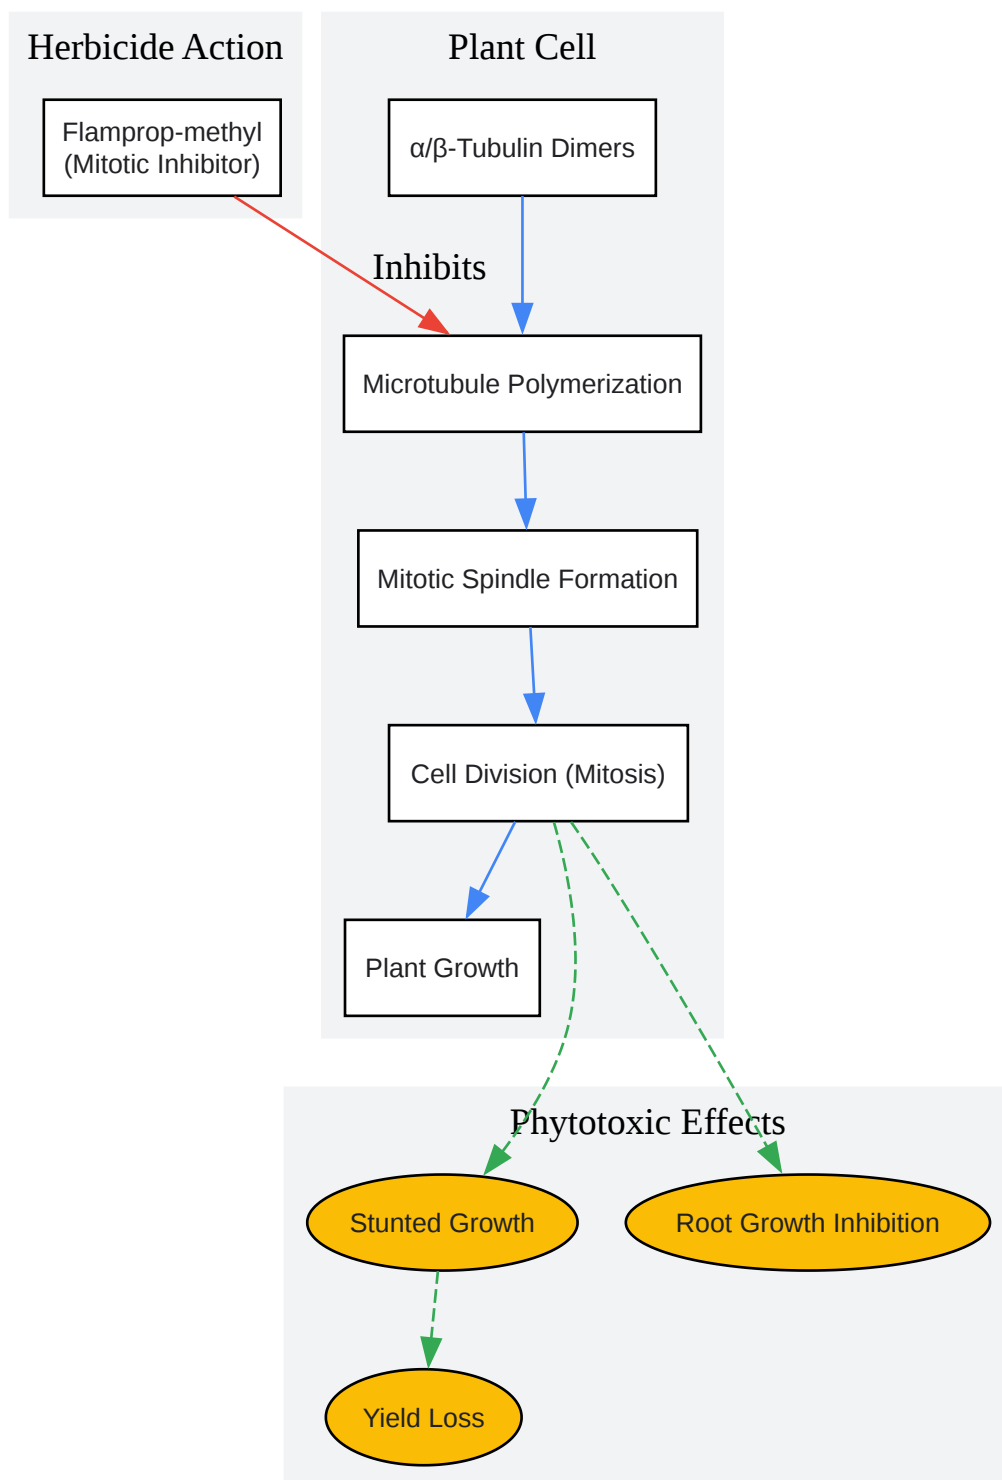 Herbicide Action
Plant Cell
Flamprop-methyl
(Mitotic Inhibitor)
α/β-Tubulin Dimers
Inhibits
Microtubule Polymerization
Mitotic Spindle Formation
Cell Division (Mitosis)
Plant Growth
Phytotoxic Effects
Stunted Growth
Root Growth Inhibition
Yield Loss